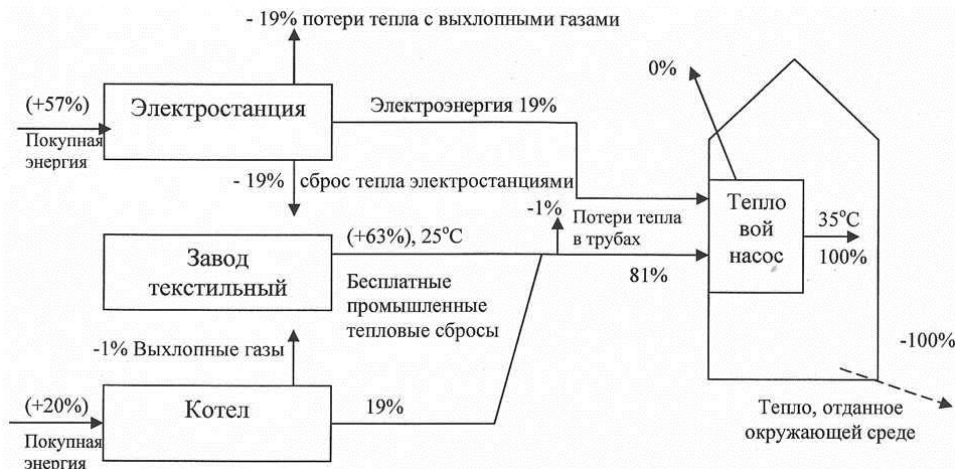 - 19% потери тепла с выхлопными газами
0%
(+57%)
Электростанция
Электроэнергия 19%
Покупная
энергия
- 19% сброс тепла электростанциями
-1%
Потери тепла
в трубах
Тепло
вой
насос
35°C
100%
(+63%), 25°C
81%
Завод
текстильный
Бесплатные
промышленные
тепловые сбросы
-1% Выхлопные газы
-100%
(+20%)
Котел
19%
Покупная
энергия
Тепло, отданное
окружающей среде